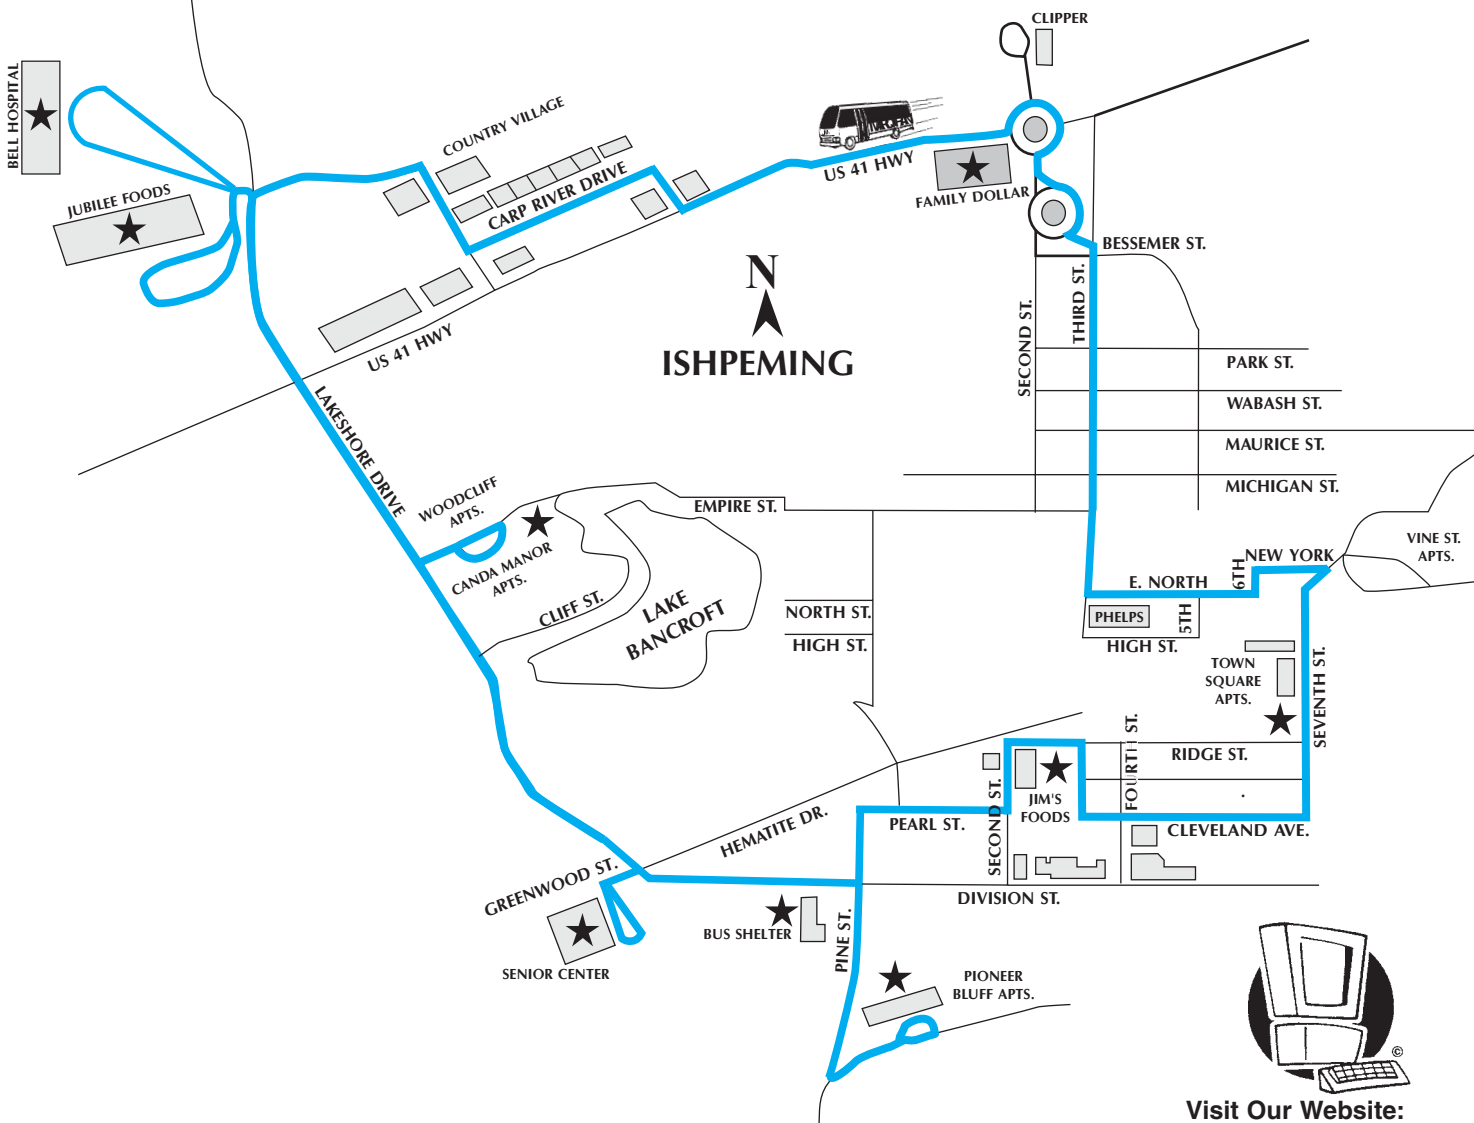 CLIPPER
BELL HOSPITAL
COUNTRY VILLAGE
US 41 HWY
FAMILY DOLLAR
JUBILEE FOODS
CARP RIVER DRIVE
BESSEMER ST.
N
ISHPEMING
SECOND ST.
THIRD ST.
US 41 HWY
PARK ST.
WABASH ST.
MAURICE ST.
MICHIGAN ST.
LAKESHORE DRIVE
WOODCLIFF
APTS.
EMPIRE ST.
CANDA MANOR
APTS.
CLIFF ST.
LAKE
BANCROFT
NORTH ST.
HIGH ST.
E. NORTH
6TH
NEW YORK
VINE ST.
APTS.
PHELPS
5TH
HIGH ST.
TOWN
SQUARE
APTS.
SEVENTH ST.
RIDGE ST.
FOURTH ST.
JIM'S
FOODS
SECOND ST.
PEARL ST.
CLEVELAND AVE.
HEMATITE DR.
GREENWOOD ST.
DIVISION ST.
BUS SHELTER
PINE ST.
SENIOR CENTER
PIONEER
BLUFF APTS.
©
Visit Our Website: